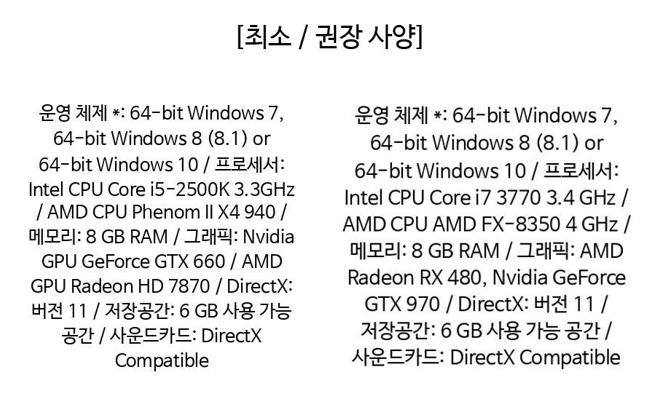 [최소 / 권장 사양]
운영 체제 *: 64-bit Windows 7,
64-bit Windows 8 (8.1) or
64-bit Windows 10 / 프로세서:
Intel CPU Core i5-2500K 3.3GHz
/ AMD CPU Phenom II X4 940 /
메모리: 8 GB RAM / 그래픽: Nvidia
GPU GeForce GTX 660 / AMD
GPU Radeon HD 7870 / DirectX:
버전 11 / 저장공간: 6 GB 사용 가능
공간 / 사운드카드: DirectX
Compatible
운영 체제 *: 64-bit Windows 7,
64-bit Windows 8 (8.1) or
64-bit Windows 10 / 프로세서:
Intel CPU Core i7 3770 3.4 GHz /
AMD CPU AMD FX-8350 4 GHz /
메모리: 8 GB RAM / 그래픽: AMD
Radeon RX 480, Nvidia GeForce
GTX 970 / DirectX: 버전 11 /
저장공간: 6 GB 사용 가능 공간 /
사운드카드: DirectX Compatible